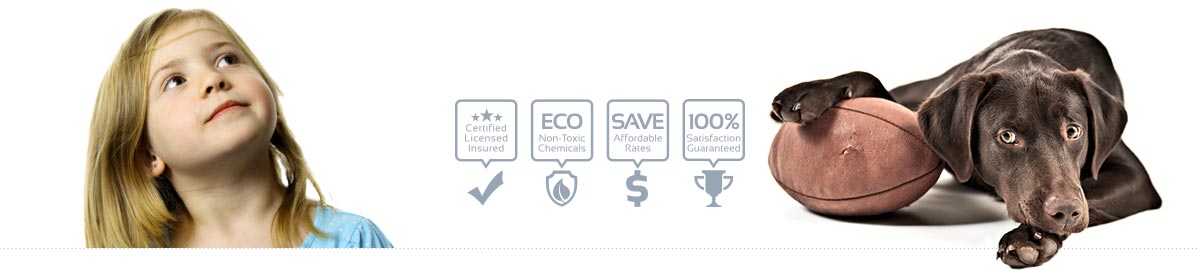 Certified
Licensed
Insured
ECO
Non-Toxic
Chemicals
SAVE
Affordable
Rates
100%
Satisfaction
Guaranteed
$